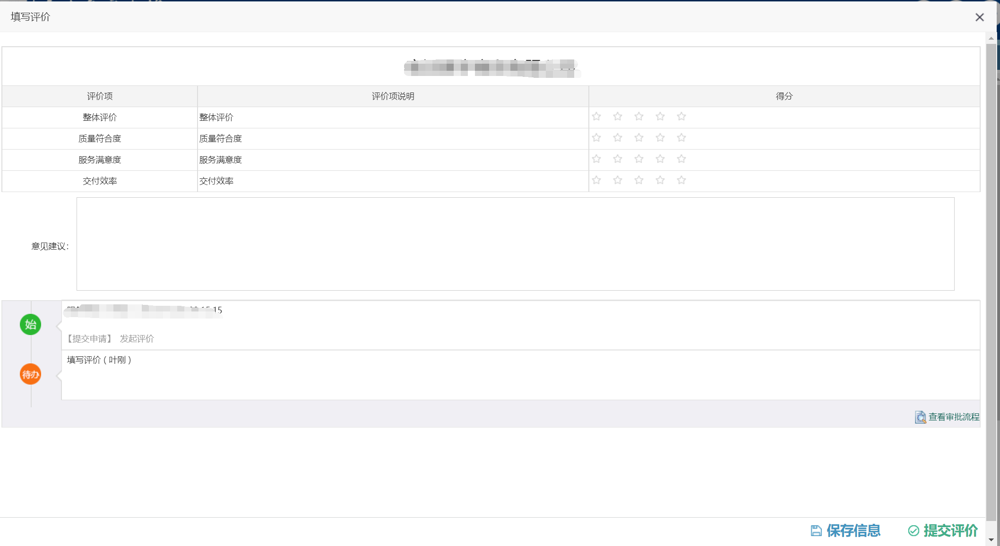 填写评价
评价项 评价项说明 得分
整体评价 整体评价
质量符合度 质量符合度
服务满意度 服务满意度
交付效率 交付效率
意见建议：
始
15
【提交申请】 发起评价
待办
填写评价 ( 叶刚 )
查看审批流程
保存信息 提交评价